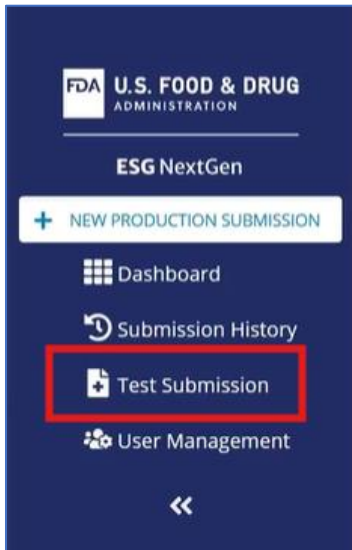 FDA U.S. FOOD & DRUG
ADMINISTRATION
ESG NextGen
+ NEW PRODUCTION SUBMISSION
Dashboard
Submission History
Test Submission
User Management